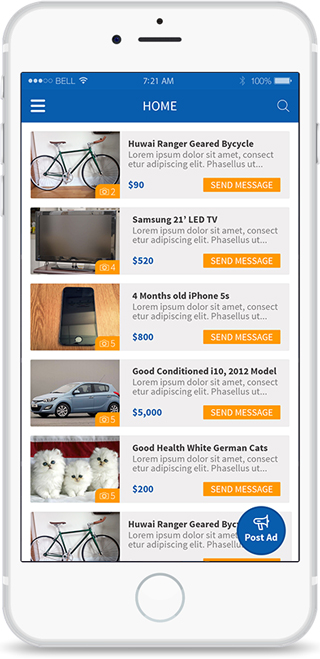 BELL 7:21 AM 100%
HOME
Huwai Ranger Geared Bycycle
Lorem ipsum dolor sit amet, consect
etur adipiscing elit. Phasellus ut...
2 $90 SEND MESSAGE
Samsung 21' LED TV
Lorem ipsum dolor sit amet, consect
etur adipiscing elit. Phasellus ut...
4 $520 SEND MESSAGE
4 Months old iPhone 5s
Lorem ipsum dolor sit amet, consect
etur adipiscing elit. Phasellus ut...
5 $800 SEND MESSAGE
Good Conditioned i10, 2012 Model
Lorem ipsum dolor sit amet, consect
etur adipiscing elit. Phasellus ut...
5 $5,000 SEND MESSAGE
Good Health White German Cats
Lorem ipsum dolor sit amet, consect
etur adipiscing elit. Phasellus ut...
5 $200 SEND MESSAGE
Huwai Ranger Geared Byc
Lorem ipsum dolor sit am
etur adipiscing elit. Phase
Post Ad